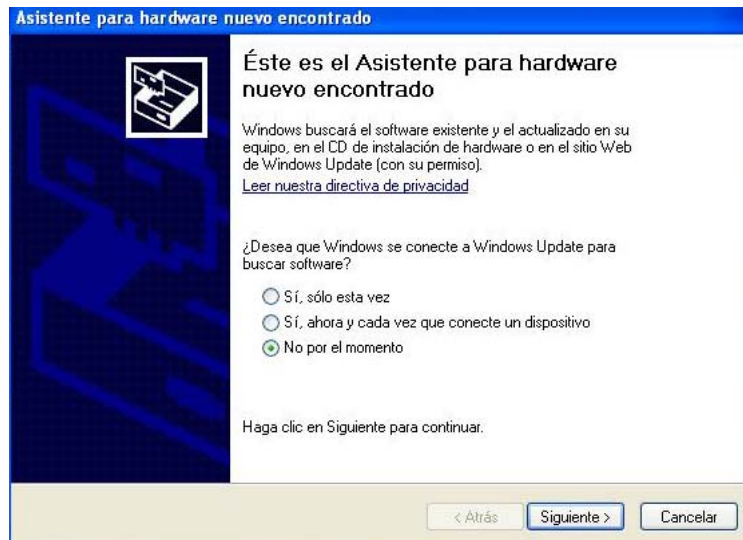 Asistente para hardware nuevo encontrado
Éste es el Asistente para hardware
nuevo encontrado
Windows buscará el software existente y el actualizado en su
equipo, en el CD de instalación de hardware o en el sitio Web
de Windows Update (con su permiso).
Leer nuestra directiva de privacidad
¿Desea que Windows se conecte a Windows Update para
buscar software?
Sí, sólo esta vez
Sí, ahora y cada vez que conecte un dispositivo
No por el momento
Haga clic en Siguiente para continuar.
< Atrás Siguiente > Cancelar